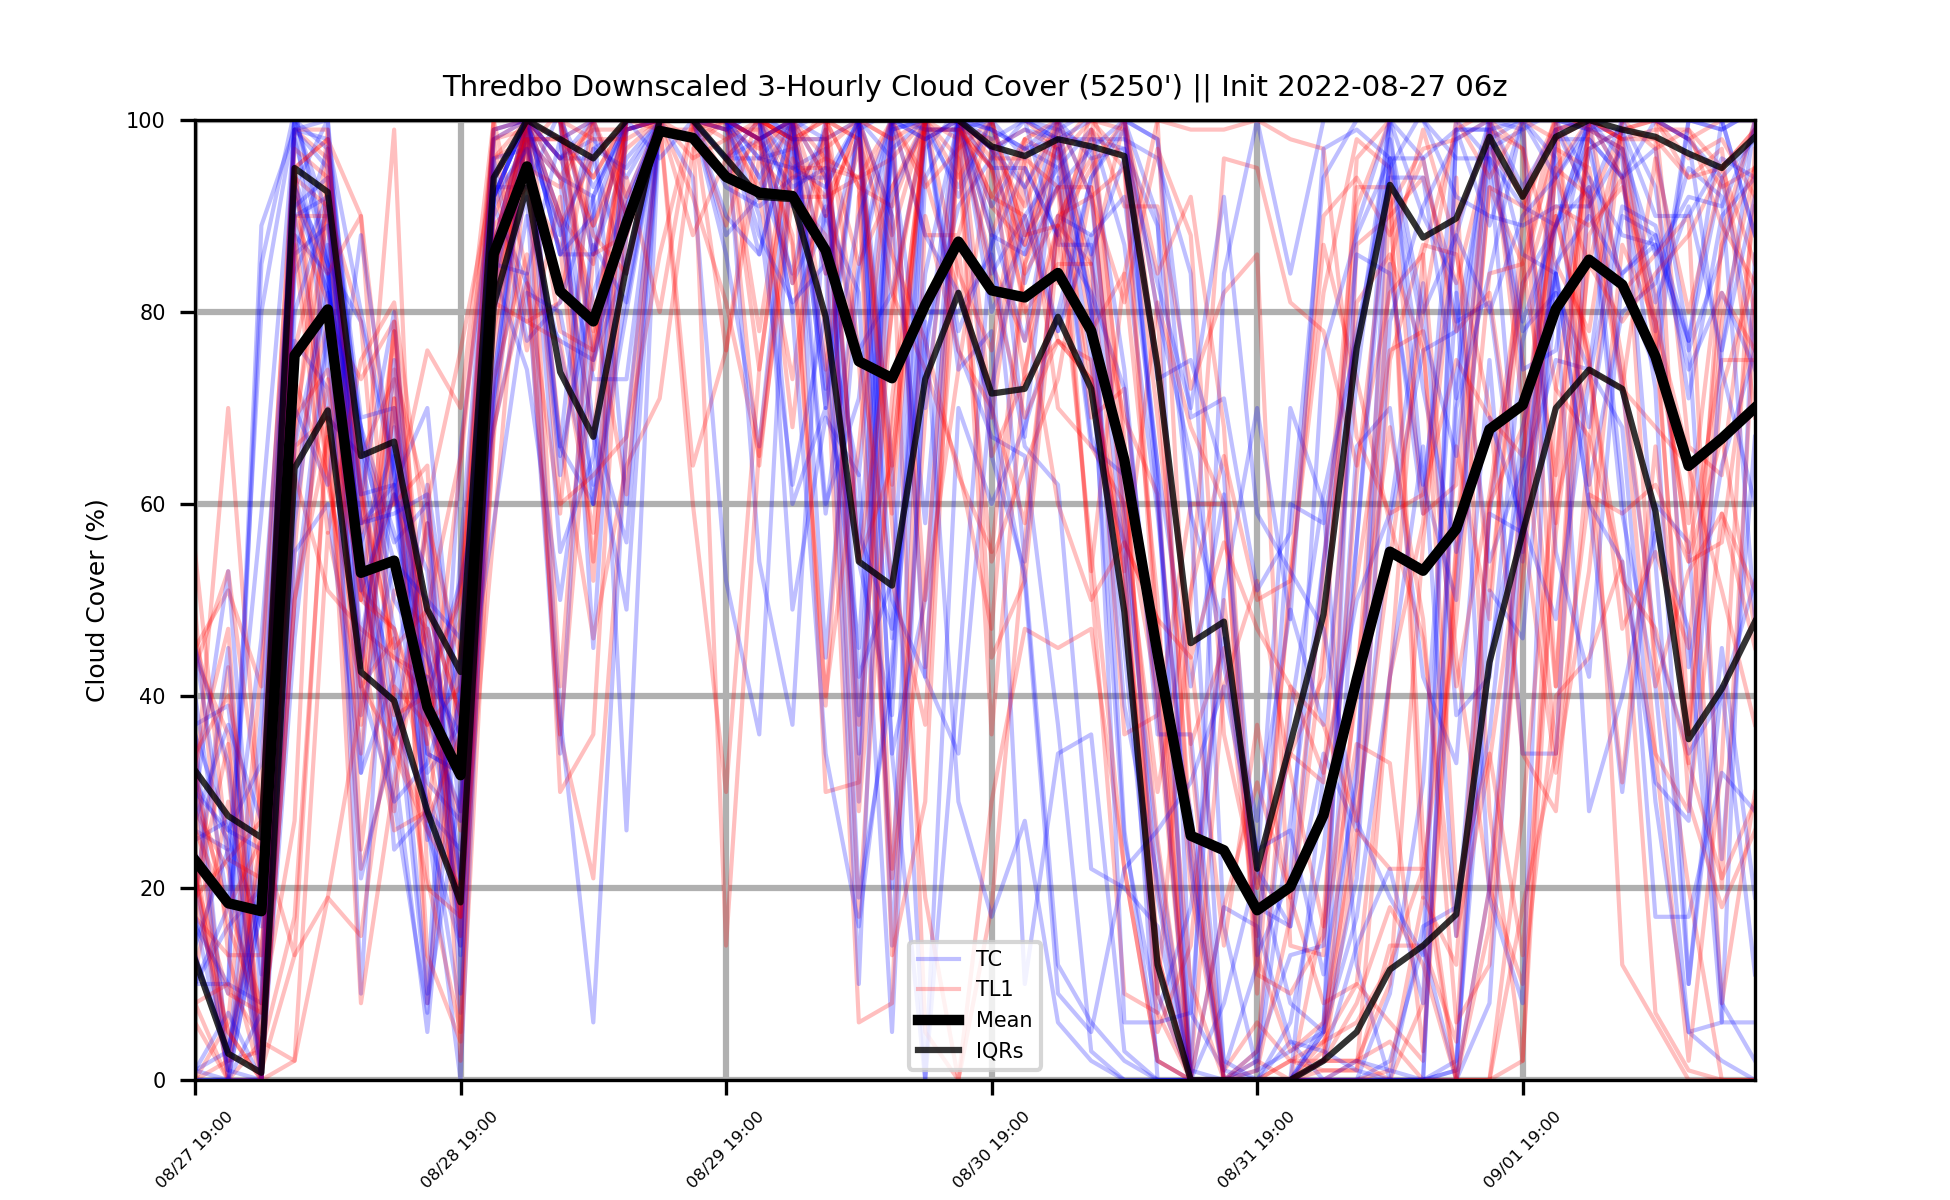 Thredbo Downscaled 3-Hourly Cloud Cover (5250') || Init 2022-08-27 06z
Cloud Cover (%)
100
80
60
40
20
0
TC
TL1
Mean
IQRs
08/27 19:00
08/28 19:00
08/29 19:00
08/30 19:00
08/31 19:00
09/01 19:00